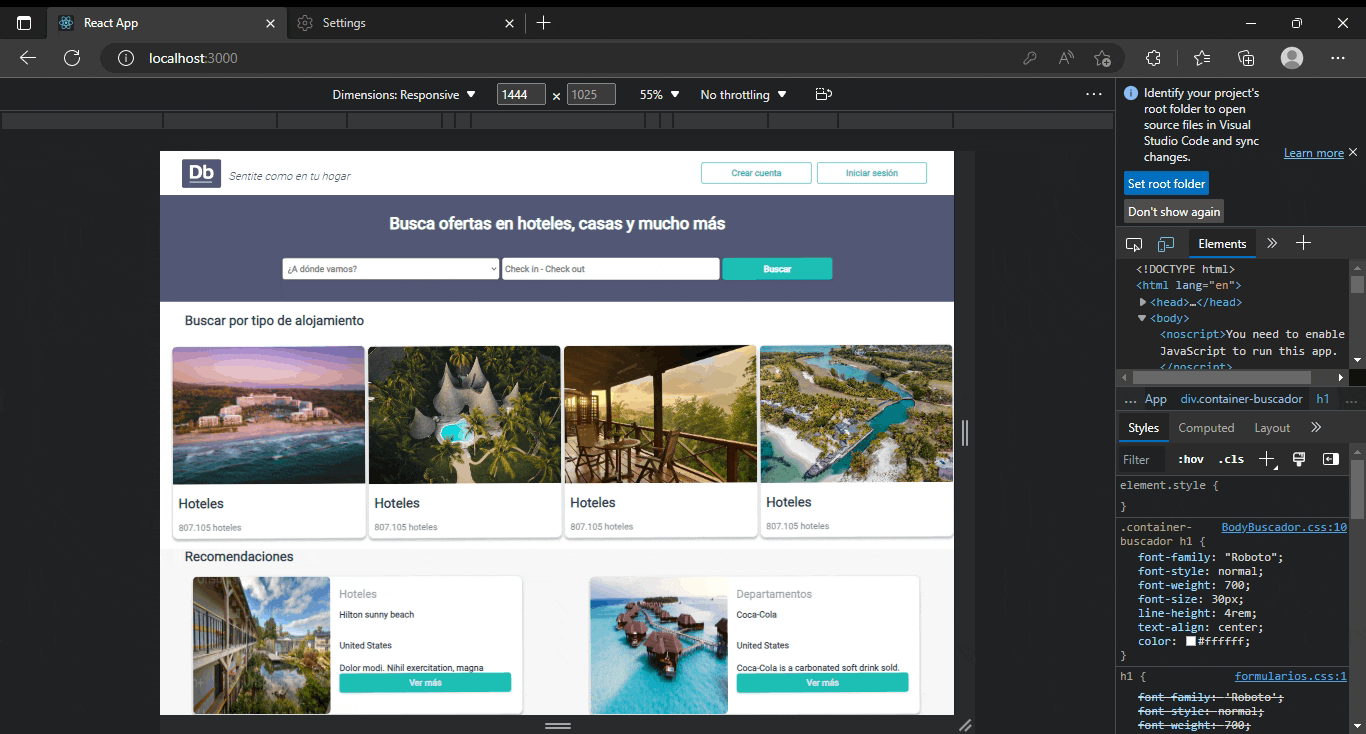 React App
Settings
localhost:3000
Dimensions: Responsive 1444 × 1025 55% No throttling
Db Sentite como en tu hogar Crear cuenta Iniciar sesión
Busca ofertas en hoteles, casas y mucho más
¿A dónde vamos? Check in - Check out Buscar
Buscar por tipo de alojamiento
Hoteles Hoteles Hoteles Hoteles
807.105 hoteles 807.105 hoteles 807.105 hoteles 807.105 hoteles
Recomendaciones
Hoteles
Hilton sunny beach
United States
Dolor modi. Nihil exercitation, magna
Ver más
Departamentos
Coca-Cola
United States
Coca-Cola is a carbonated soft drink sold.
Ver más
Identify your project's
root folder to open
source files in Visual
Studio Code and sync
changes.
Learn more
Set root folder
Don't show again
Elements
<!DOCTYPE html>
<html lang="en">
<head>…</head>
<body>
<noscript>You need to enable
JavaScript to run this app.
</noscript>
... App div.container-buscador h1 ...
Styles Computed Layout
Filter :hov .cls
element.style {
}
.container- BodyBuscador.css:10
buscador h1 {
font-family: "Roboto";
font-style: normal;
font-weight: 700;
font-size: 30px;
line-height: 4rem;
text-align: center;
color: #ffffff;
}
h1 { formularios.css:1
font-family: 'Roboto';
font-style: normal;
font-weight: 700;